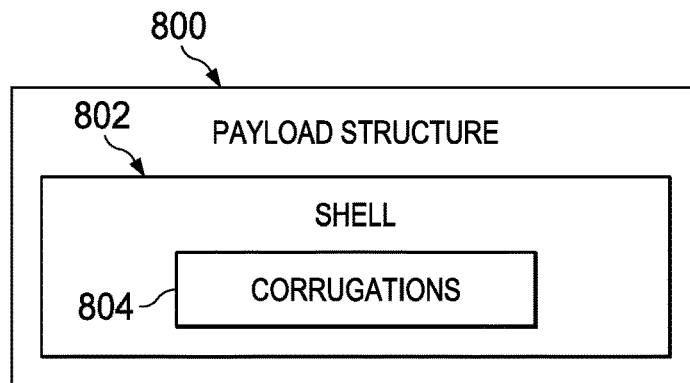 800
802
PAYLOAD STRUCTURE
SHELL
804
CORRUGATIONS